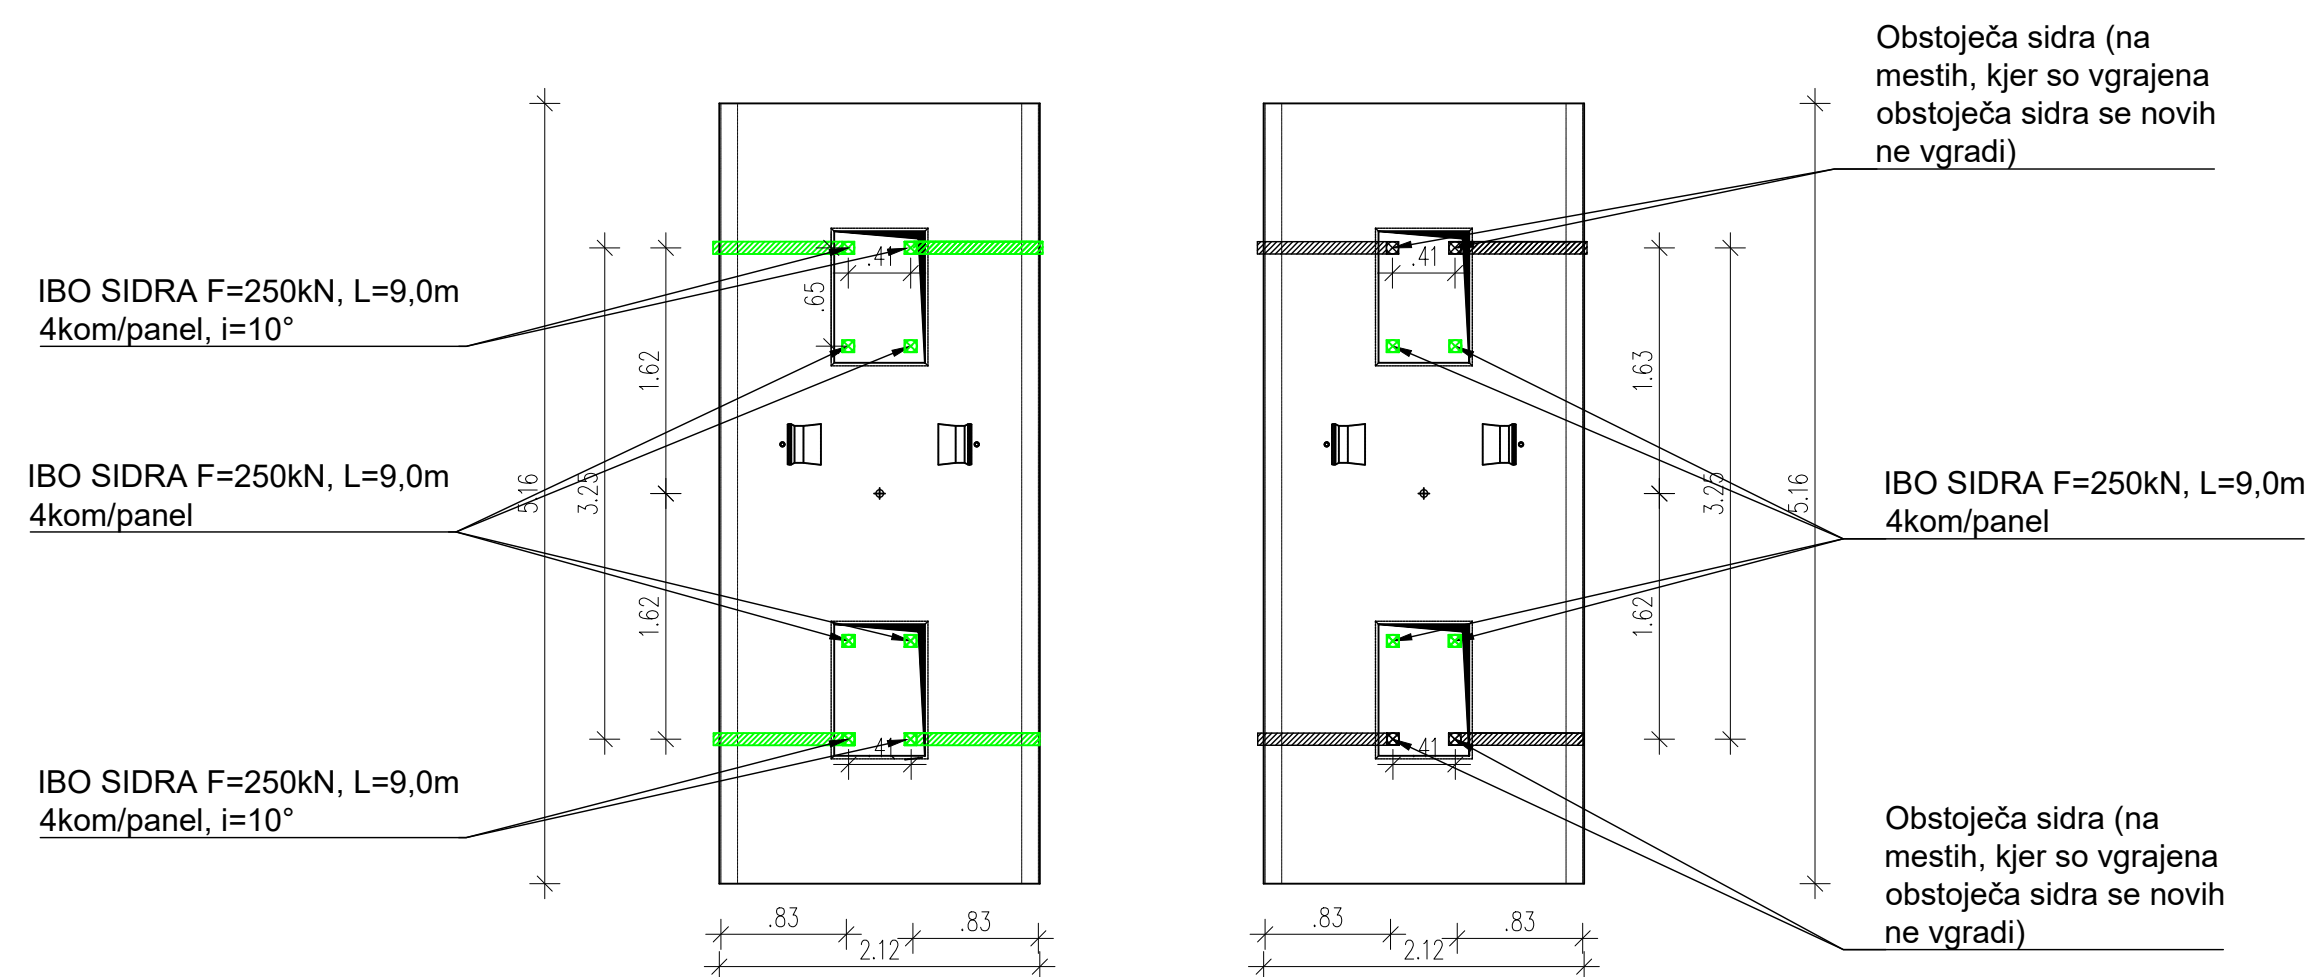 Obstoječa sidra (na
mestih, kjer so vgrajena
obstoječa sidra se novih
ne vgradi)
IBO SIDRA F=250kN, L=9,0m
4kom/panel, i=10°
IBO SIDRA F=250kN, L=9,0m
4kom/panel
IBO SIDRA F=250kN, L=9,0m
4kom/panel, i=10°
5.16
3.25
1.62
1.62
.41
.65
.41
.83
.83
2.12
.41
.41
1.63
1.62
3.25
5.16
.83
.83
2.12
IBO SIDRA F=250kN, L=9,0m
4kom/panel
Obstoječa sidra (na
mestih, kjer so vgrajena
obstoječa sidra se novih
ne vgradi)